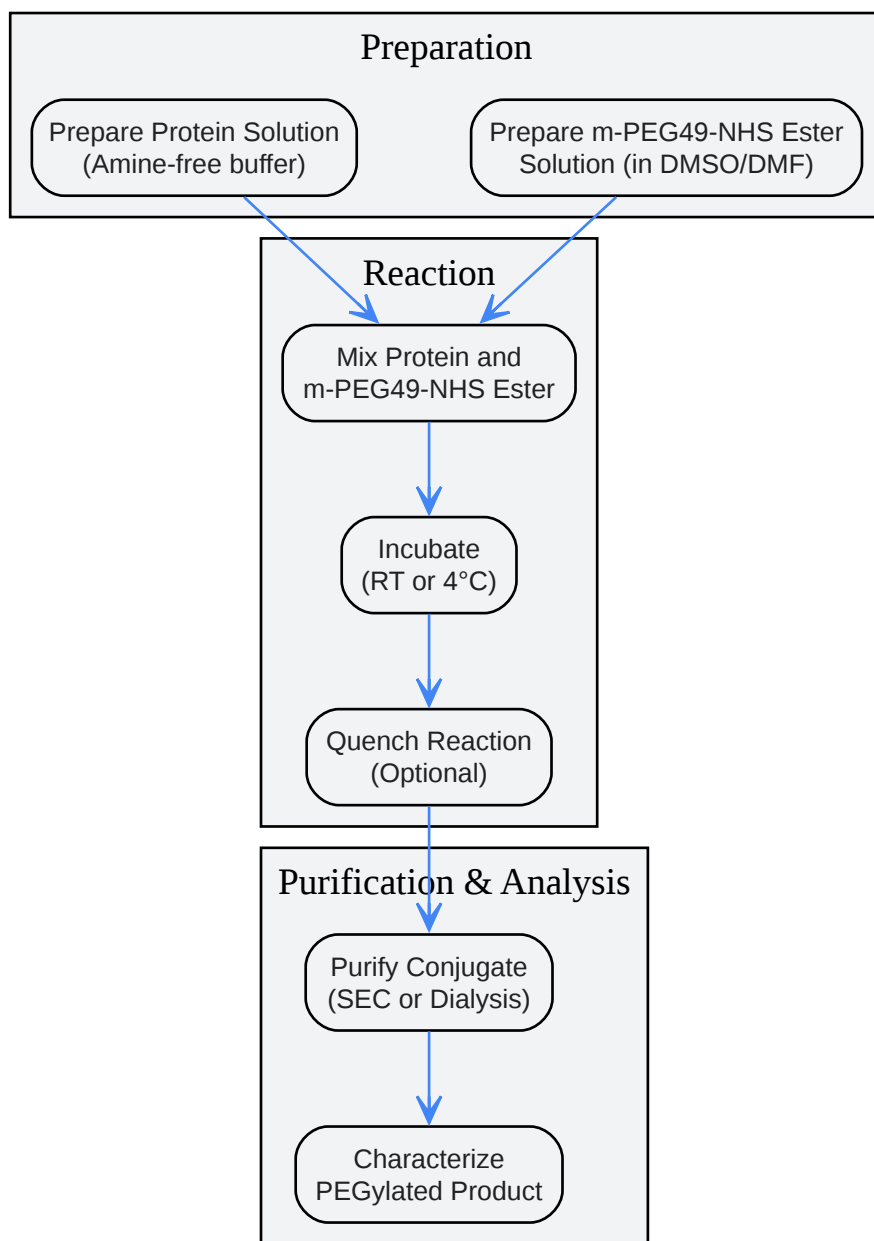 Preparation
Prepare Protein Solution
(Amine-free buffer)
Prepare m-PEG49-NHS Ester
Solution (in DMSO/DMF)
Reaction
Mix Protein and
m-PEG49-NHS Ester
Incubate
(RT or 4°C)
Quench Reaction
(Optional)
Purification & Analysis
Purify Conjugate
(SEC or Dialysis)
Characterize
PEGylated Product